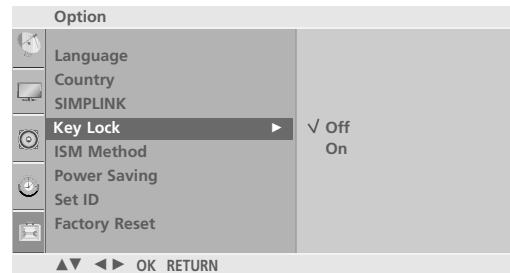 Option
Language
Country
SIMPLINK
Key Lock ►
√ Off
On
ISM Method
Power Saving
Set ID
Factory Reset
▲▼ ◄► OK RETURN